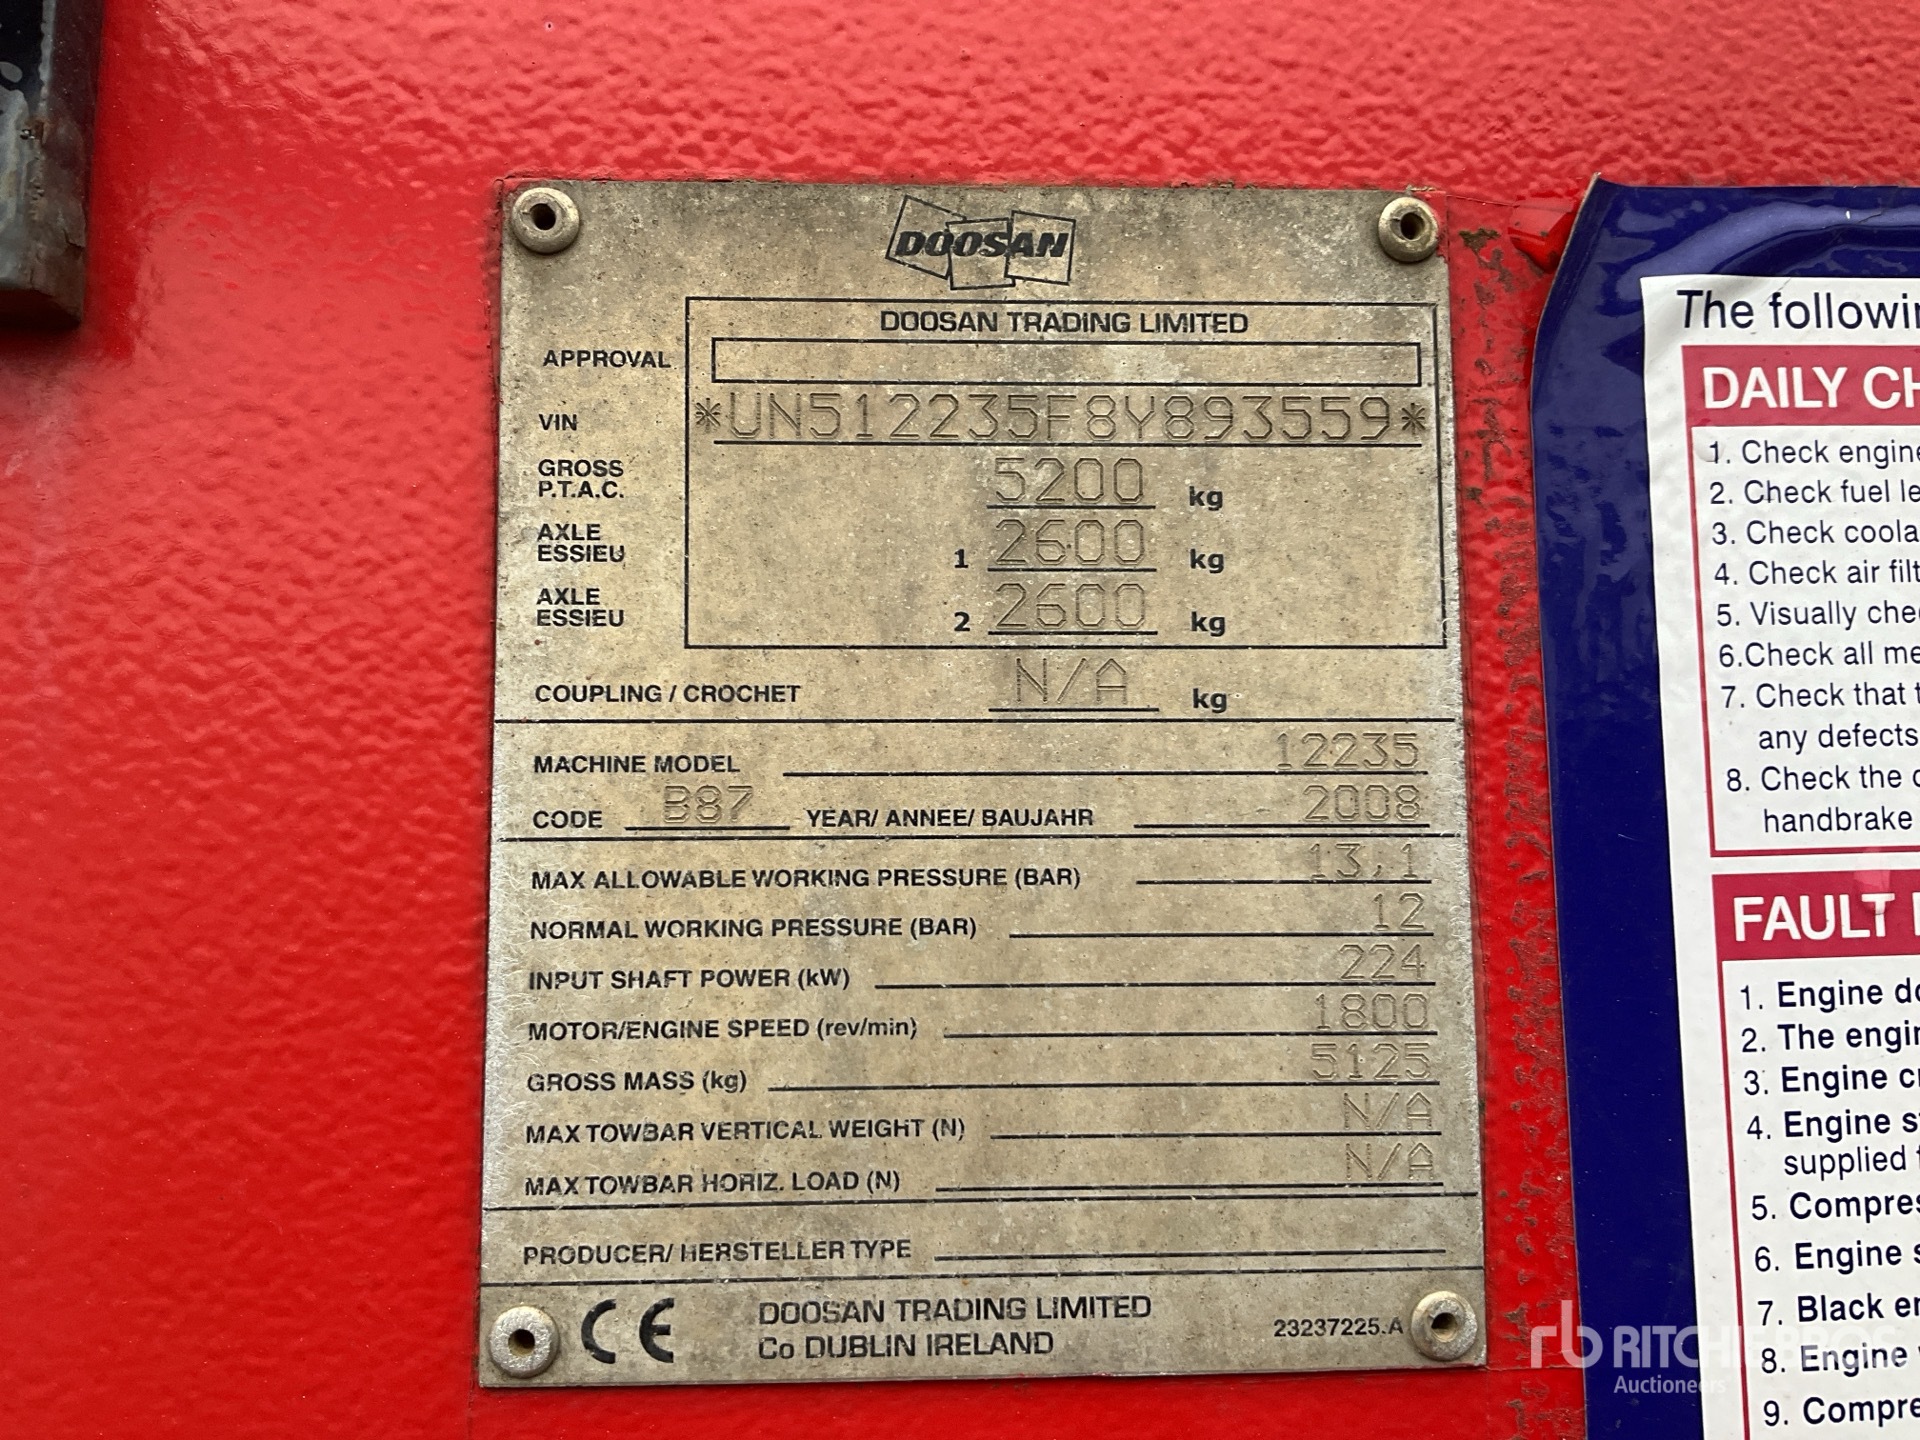 DOOSAN
DOOSAN TRADING LIMITED
APPROVAL
VIN *UN512235F8Y893559*
GROSS
P.T.A.C. 5200 kg
AXLE
ESSIEU 1 2600 kg
AXLE
ESSIEU 2 2600 kg
COUPLING / CROCHET N/A kg
MACHINE MODEL 12235
CODE B87 YEAR/ ANNEE/ BAUJAHR 2008
MAX ALLOWABLE WORKING PRESSURE (BAR) 13,1
NORMAL WORKING PRESSURE (BAR) 12
INPUT SHAFT POWER (kW) 224
MOTOR/ENGINE SPEED (rev/min) 1800
GROSS MASS (kg) 5125
MAX TOWBAR VERTICAL WEIGHT (N) N/A
MAX TOWBAR HORIZ. LOAD (N) N/A
PRODUCER/ HERSTELLER TYPE
CE DOOSAN TRADING LIMITED
Co DUBLIN IRELAND
23237225.A
The followin
DAILY CH
1. Check engine
2. Check fuel le
3. Check coola
4. Check air filt
5. Visually chec
6.Check all me
7. Check that t
any defects
8. Check the c
handbrake
FAULT
1. Engine do
2. The engin
3. Engine cr
4. Engine s
supplied f
5. Compres
6. Engine s
7. Black en
8. Engine
9. Compre
rb RITCHIE BROS
Auctioneers